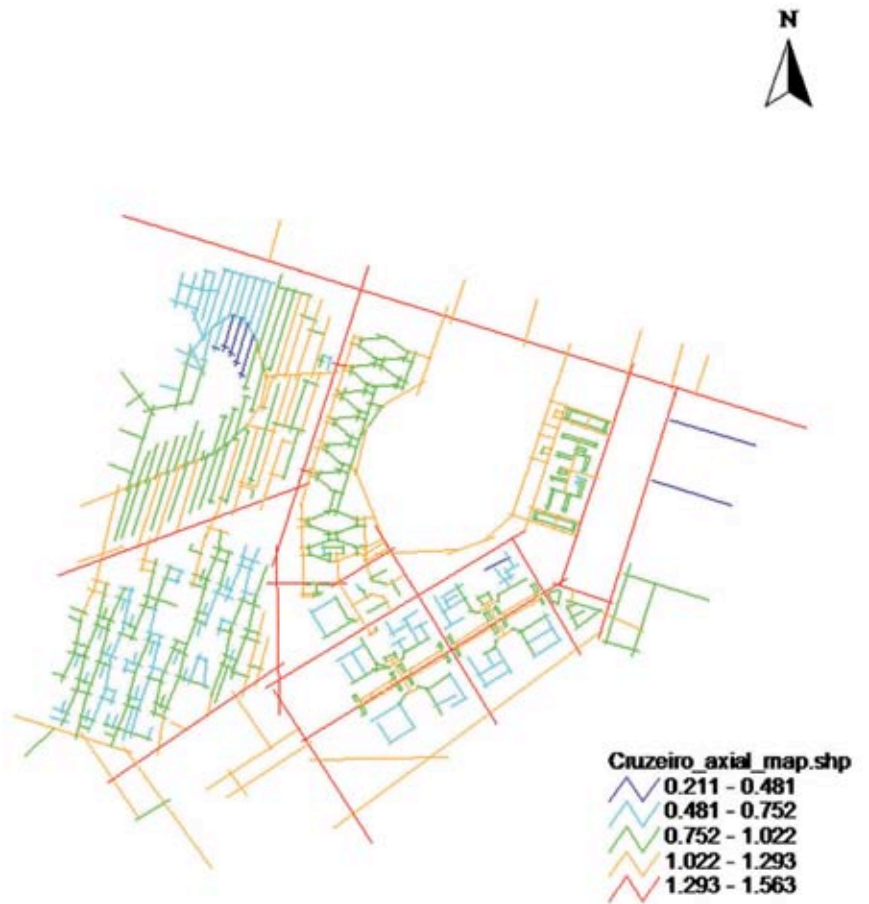 N
Cruzeiro_axial_map.shp
0.211 - 0.481
0.481 - 0.752
0.752 - 1.022
1.022 - 1.293
1.293 - 1.563